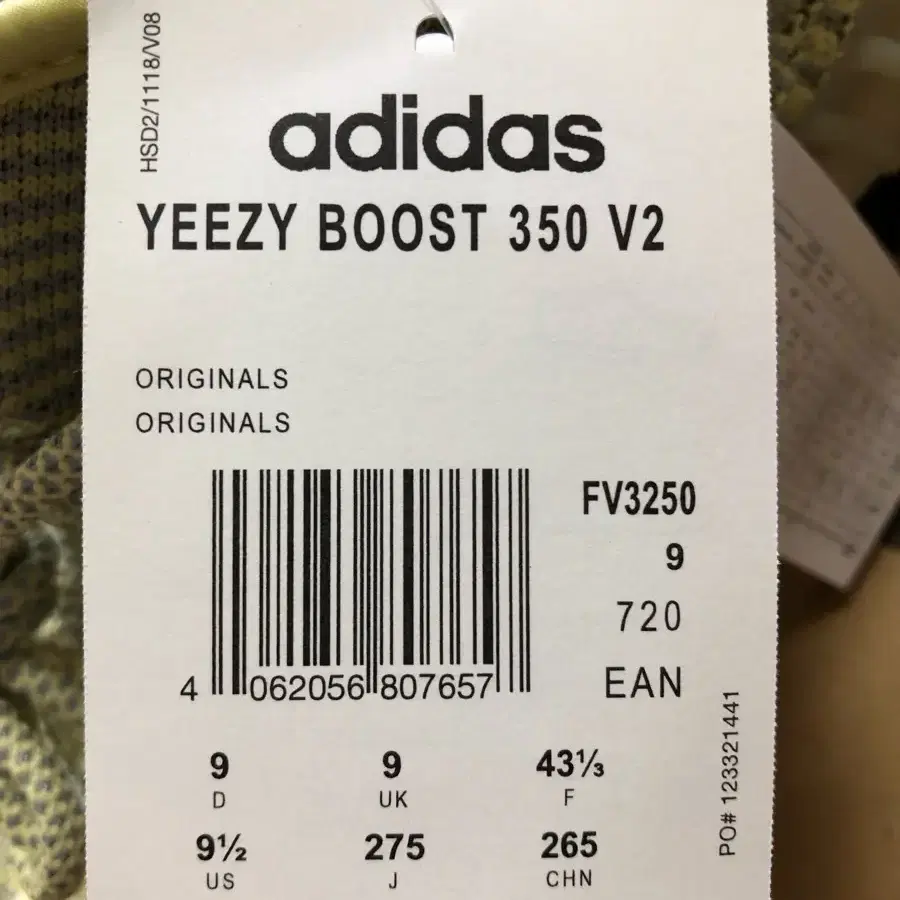 HSD2/1118/V08
adidas
YEEZY BOOST 350 V2
ORIGINALS
ORIGINALS
FV3250
9
720
EAN
4 062056 807657
9 9 43⅓
D UK F
9½ 275 265
US J CHN
PO# 123321441